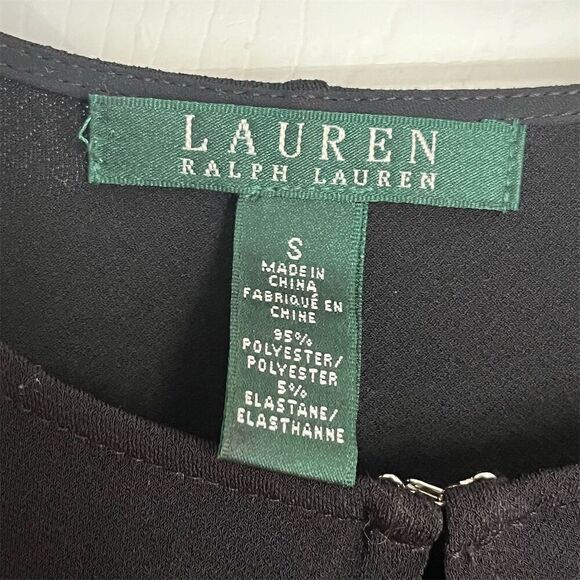 LAUREN
RALPH LAUREN
S
MADE IN
CHINA
FABRIQUÉ EN
CHINE
95%
POLYESTER/
POLYESTER
5%
ELASTANE/
ELASTHANNE